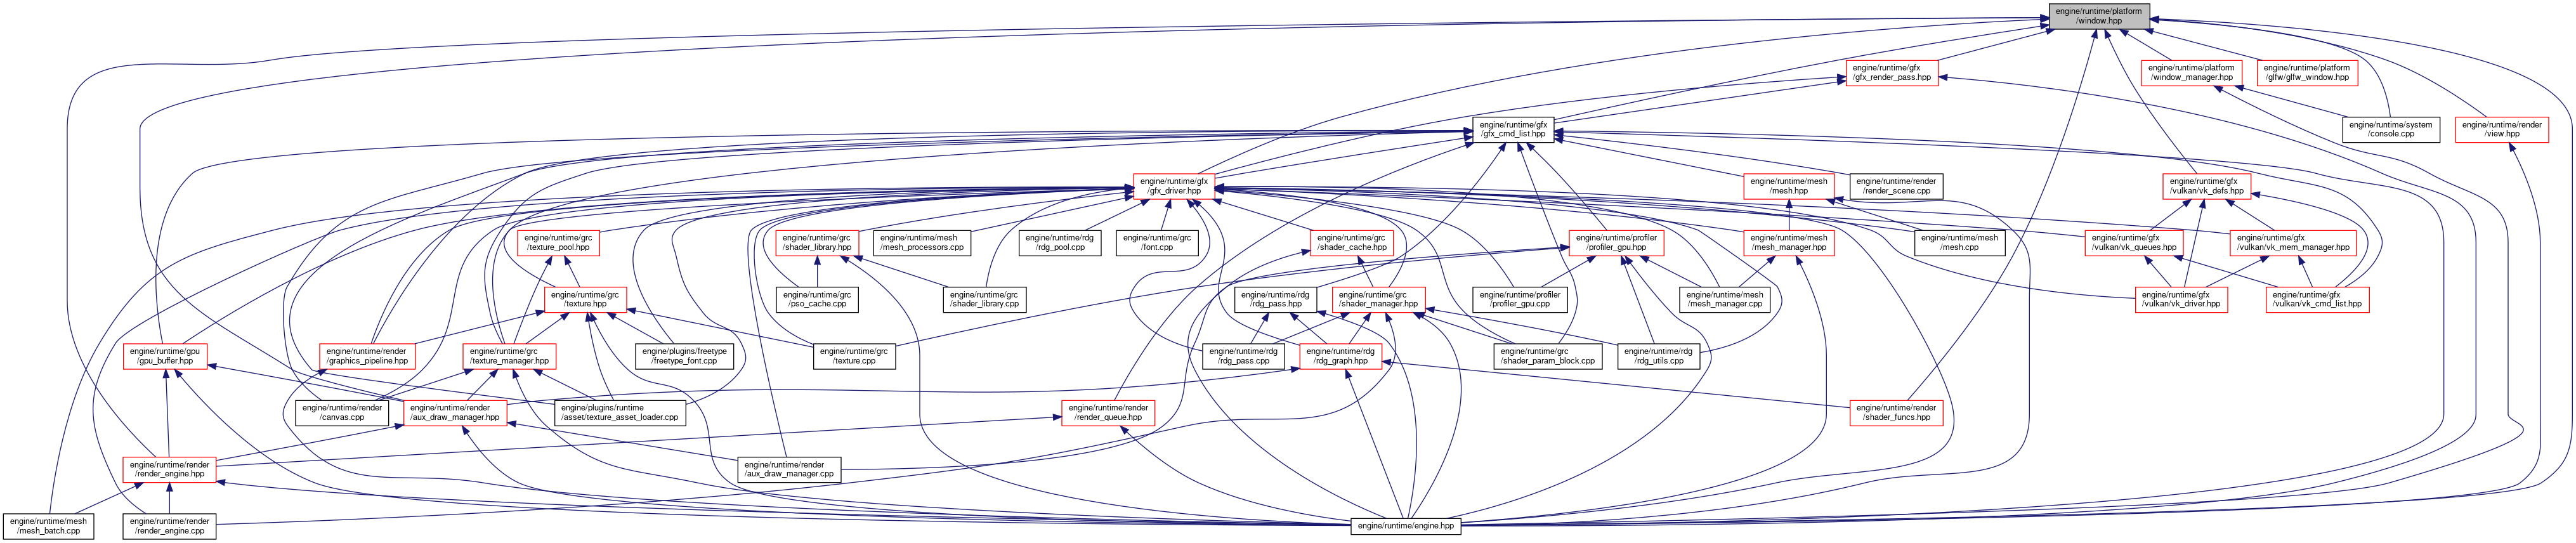 engine/runtime/platform
/window.hpp
engine/runtime/gfx
/gfx_render_pass.hpp
engine/runtime/platform
/window_manager.hpp
engine/runtime/platform
/glfw/glfw_window.hpp
engine/runtime/gfx
/gfx_cmd_list.hpp
engine/runtime/system
/console.cpp
engine/runtime/render
/view.hpp
engine/runtime/gfx
/gfx_driver.hpp
engine/runtime/mesh
/mesh.hpp
engine/runtime/render
/render_scene.cpp
engine/runtime/gfx
/vulkan/vk_defs.hpp
engine/runtime/grc
/texture_pool.hpp
engine/runtime/grc
/shader_library.hpp
engine/runtime/mesh
/mesh_processors.cpp
engine/runtime/rdg
/rdg_pool.cpp
engine/runtime/grc
/font.cpp
engine/runtime/grc
/shader_cache.hpp
engine/runtime/profiler
/profiler_gpu.hpp
engine/runtime/mesh
/mesh_manager.hpp
engine/runtime/mesh
/mesh.cpp
engine/runtime/gfx
/vulkan/vk_queues.hpp
engine/runtime/gfx
/vulkan/vk_mem_manager.hpp
engine/runtime/grc
/texture.hpp
engine/runtime/grc
/pso_cache.cpp
engine/runtime/grc
/shader_library.cpp
engine/runtime/rdg
/rdg_pass.hpp
engine/runtime/grc
/shader_manager.hpp
engine/runtime/profiler
/profiler_gpu.cpp
engine/runtime/mesh
/mesh_manager.cpp
engine/runtime/gfx
/vulkan/vk_driver.hpp
engine/runtime/gfx
/vulkan/vk_cmd_list.hpp
engine/runtime/gpu
/gpu_buffer.hpp
engine/runtime/render
/graphics_pipeline.hpp
engine/runtime/grc
/texture_manager.hpp
engine/plugins/freetype
/freetype_font.cpp
engine/runtime/grc
/texture.cpp
engine/runtime/rdg
/rdg_pass.cpp
engine/runtime/rdg
/rdg_graph.hpp
engine/runtime/grc
/shader_param_block.cpp
engine/runtime/rdg
/rdg_utils.cpp
engine/runtime/render
/canvas.cpp
engine/runtime/render
/aux_draw_manager.hpp
engine/plugins/runtime
/asset/texture_asset_loader.cpp
engine/runtime/render
/render_queue.hpp
engine/runtime/render
/shader_funcs.hpp
engine/runtime/render
/render_engine.hpp
engine/runtime/render
/aux_draw_manager.cpp
engine/runtime/mesh
/mesh_batch.cpp
engine/runtime/render
/render_engine.cpp
engine/runtime/engine.hpp